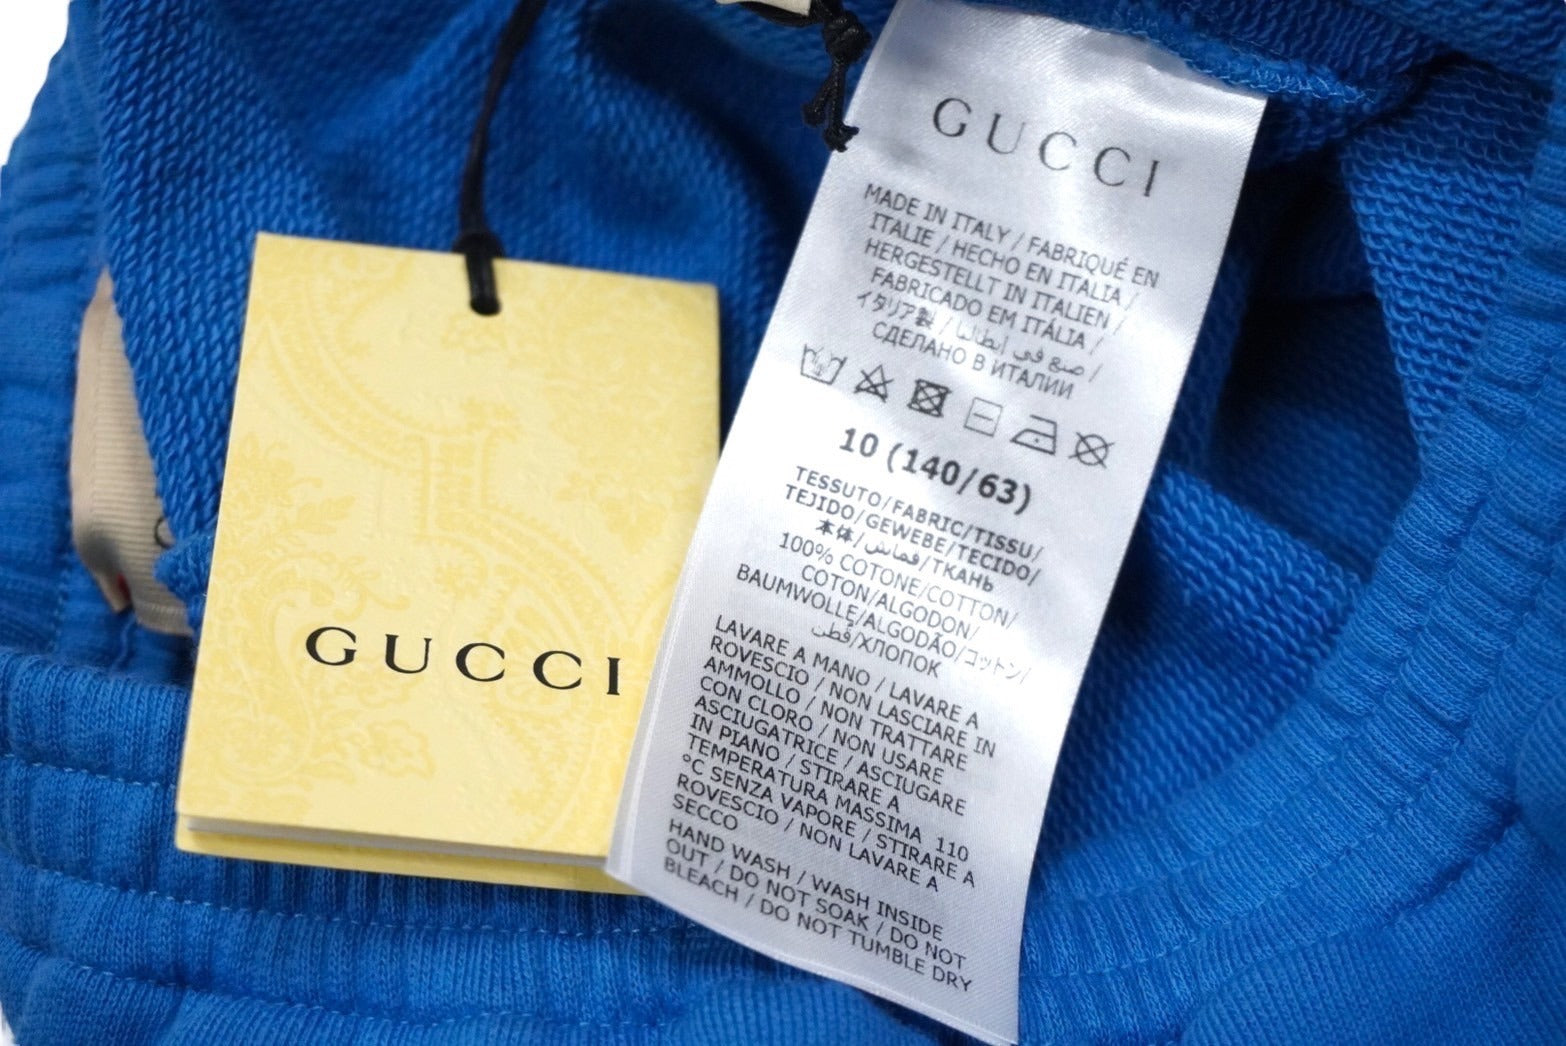 GUCCI
GUCCI
MADE IN ITALY / FABRIQUÉ EN
ITALIE / HECHO EN ITALIA /
HERGESTELLT IN ITALIEN /
FABRICADO EM ITÁLIA /
イタリア製 / صنع في إيطاليا /
СДЕЛАНО В ИТАЛИИ
10 (140/63)
TESSUTO/FABRIC/TISSU/
TEJIDO/GEWEBE/TECIDO/
本体/قماش/ТКАНЬ
100% COTONE/COTTON/
COTON/ALGODON/
BAUMWOLLE/ALGODÃO/コットン/
قطن/ХЛОПОК
LAVARE A MANO / LAVARE A
ROVESCIO / NON LASCIARE IN
AMMOLLO / NON TRATTARE
CON CLORO / NON USARE
ASCIUGATRICE / ASCIUGARE
IN PIANO / STIRARE A
TEMPERATURA MASSIMA 110
°C SENZA VAPORE / STIRARE A
ROVESCIO / NON LAVARE A
SECCO
HAND WASH / WASH INSIDE
OUT / DO NOT SOAK / DO NOT
BLEACH / DO NOT TUMBLE DRY